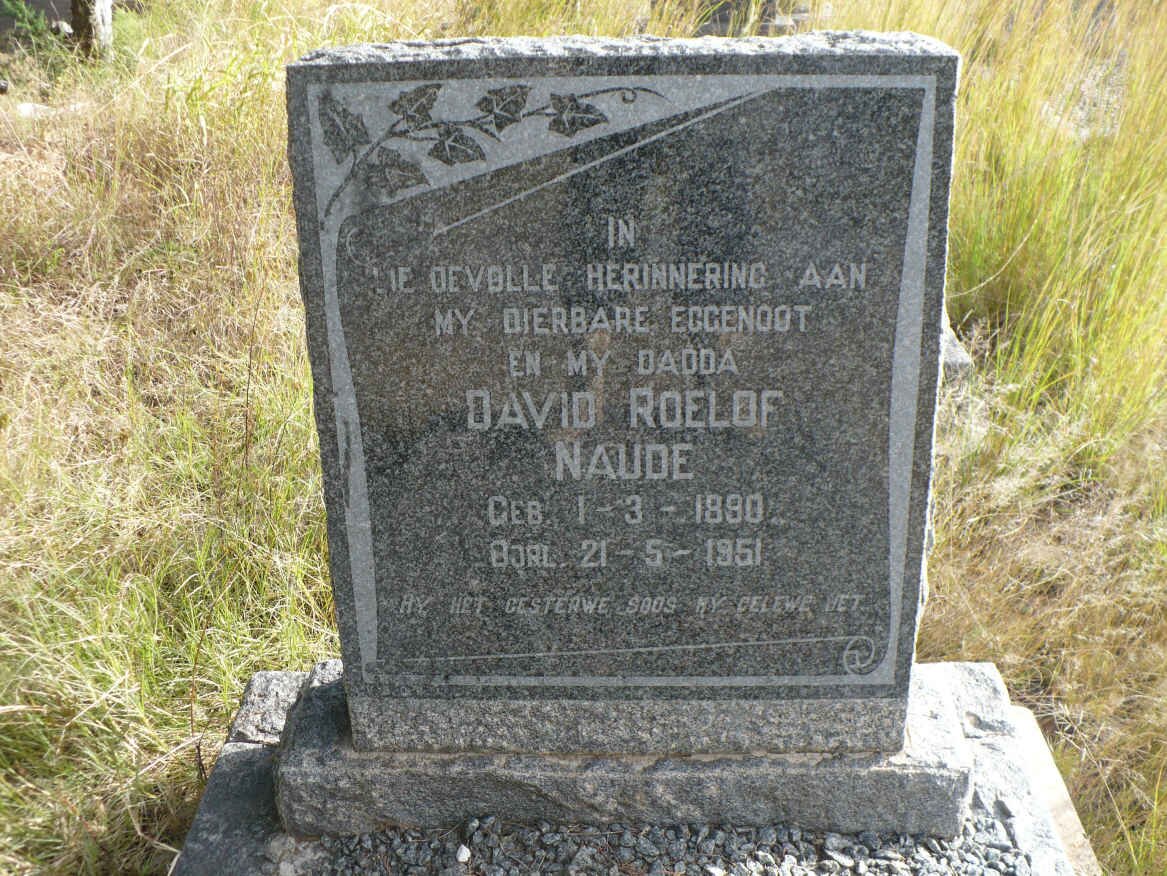 IN
LIEFDEVOLLE HERINNERING AAN
MY DIERBARE EGGENOOT
EN MY DADDA
DAVID ROELOF
NAUDE
GEB. 1-3-1890
OORL. 21-5-1951
HY HET GESTERWE SOOS HY GELEWE HET